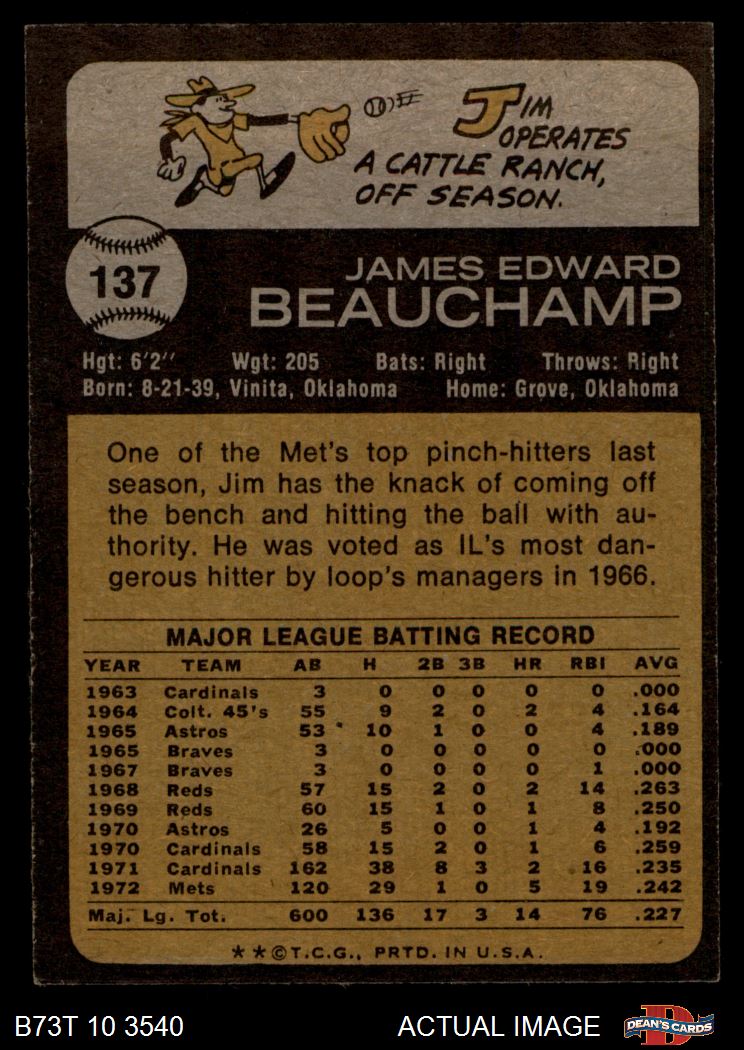 JIM
OPERATES
A CATTLE RANCH,
OFF SEASON.
137
JAMES EDWARD
BEAUCHAMP
Hgt: 6'2" Wgt: 205 Bats: Right Throws: Right
Born: 8-21-39, Vinita, Oklahoma Home: Grove, Oklahoma
One of the Met's top pinch-hitters last
season, Jim has the knack of coming off
the bench and hitting the ball with au-
thority. He was voted as IL's most dan-
gerous hitter by loop's managers in 1966.
MAJOR LEAGUE BATTING RECORD
YEAR TEAM AB H 2B 3B HR RBI AVG
1963 Cardinals 3 0 0 0 0 0 .000
1964 Colt. 45's 55 9 2 0 2 4 .164
1965 Astros 53 10 1 0 0 4 .189
1965 Braves 3 0 0 0 0 0 .000
1967 Braves 3 0 0 0 0 1 .000
1968 Reds 57 15 2 0 2 14 .263
1969 Reds 60 15 1 0 1 8 .250
1970 Astros 26 5 0 0 1 4 .192
1970 Cardinals 58 15 2 0 1 6 .259
1971 Cardinals 162 38 8 3 2 16 .235
1972 Mets 120 29 1 0 5 19 .242
Maj. Lg. Tot. 600 136 17 3 14 76 .227
**©T.C.G., PRTD. IN U.S.A.
B73T 10 3540 ACTUAL IMAGE D DEAN'S CARDS